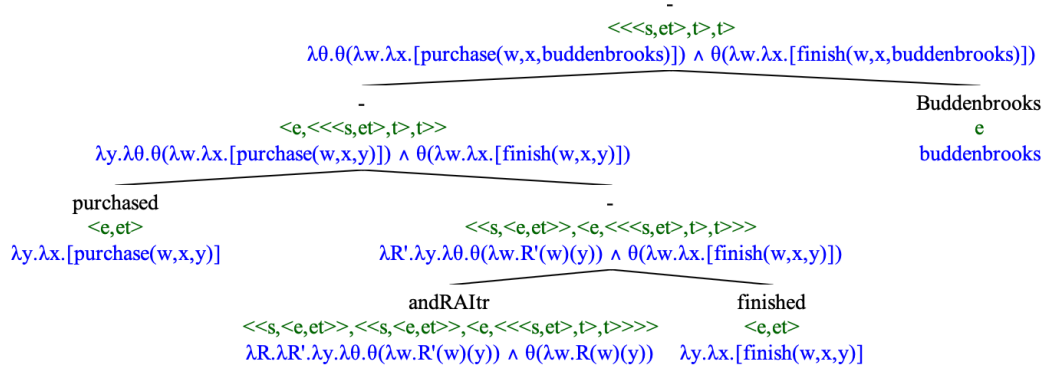 -
<<<s,et>,t>,t>
λθ.θ(λw.λx.[purchase(w,x,buddenbrooks)]) ∧ θ(λw.λx.[finish(w,x,buddenbrooks)])
-
<e,<<<s,et>,t>,t>>
λy.λθ.θ(λw.λx.[purchase(w,x,y)]) ∧ θ(λw.λx.[finish(w,x,y)])
Buddenbrooks
e
buddenbrooks
purchased
<e,et>
λy.λx.[purchase(w,x,y)]
-
<<s,<e,et>>,<e,<<<s,et>,t>,t>>>
λR'.λy.λθ.θ(λw.R'(w)(y)) ∧ θ(λw.λx.[finish(w,x,y)])
andRAItr
<<s,<e,et>>,<<s,<e,et>>,<e,<<<s,et>,t>,t>>>>
λR.λR'.λy.λθ.θ(λw.R'(w)(y)) ∧ θ(λw.R(w)(y))
finished
<e,et>
λy.λx.[finish(w,x,y)]